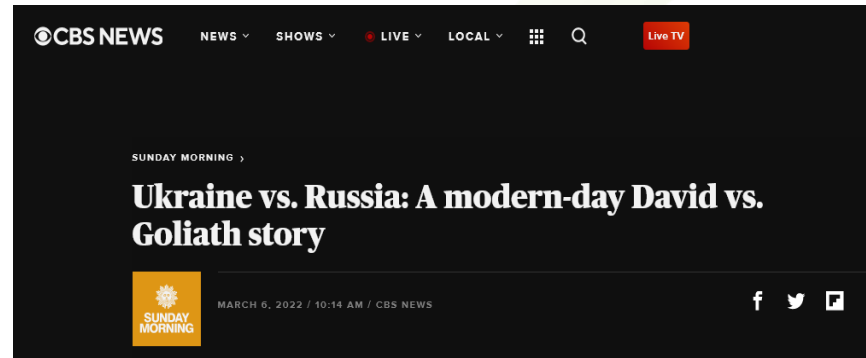 CBS NEWS NEWS SHOWS LIVE LOCAL Live TV
SUNDAY MORNING
Ukraine vs. Russia: A modern-day David vs.
Goliath story
SUNDAY
MORNING
MARCH 6, 2022 / 10:14 AM / CBS NEWS